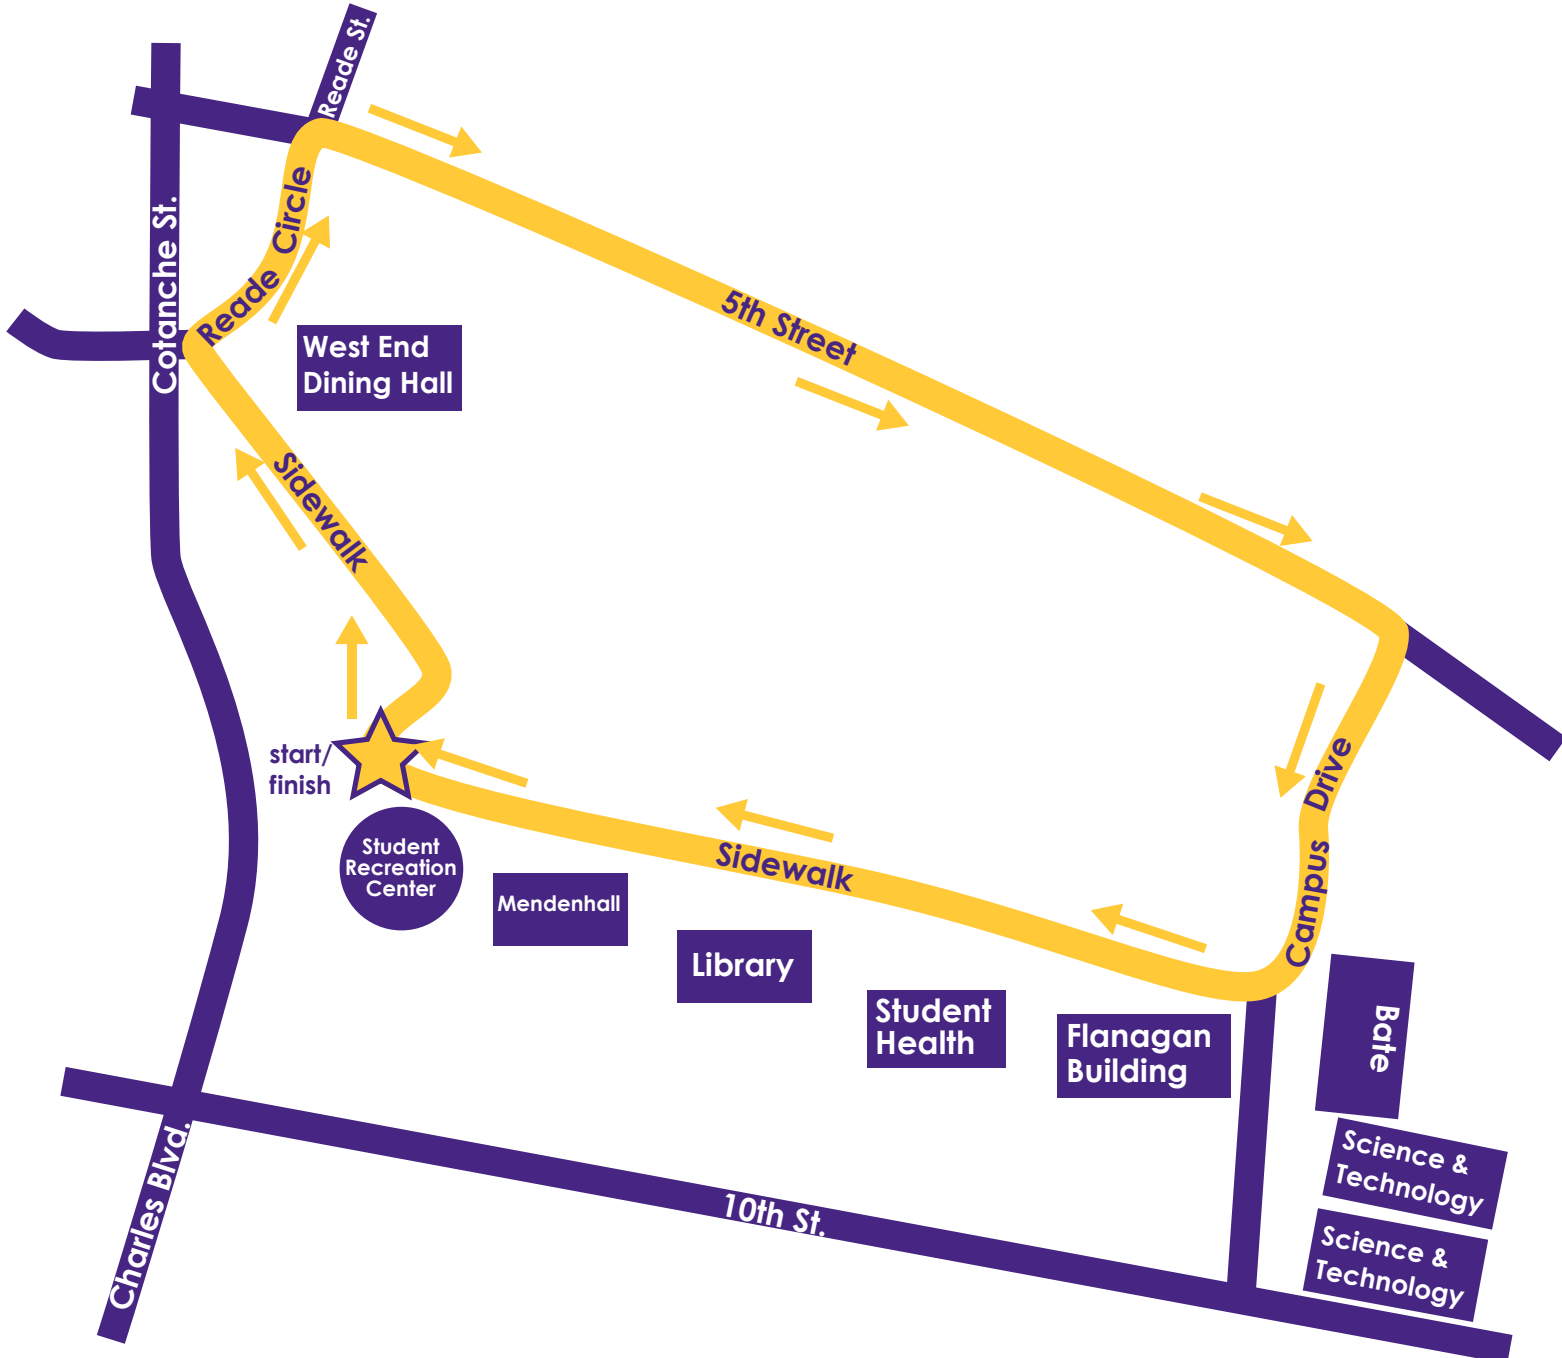 Reade St.
Reade Circle
Cotanche St.
5th Street
West End
Dining Hall
Sidewalk
start/
finish
Campus Drive
Student
Recreation
Center
Sidewalk
Mendenhall
Library
Student
Health
Flanagan
Building
Bate
Science &
Technology
Science &
Technology
10th St.
Charles Blvd.